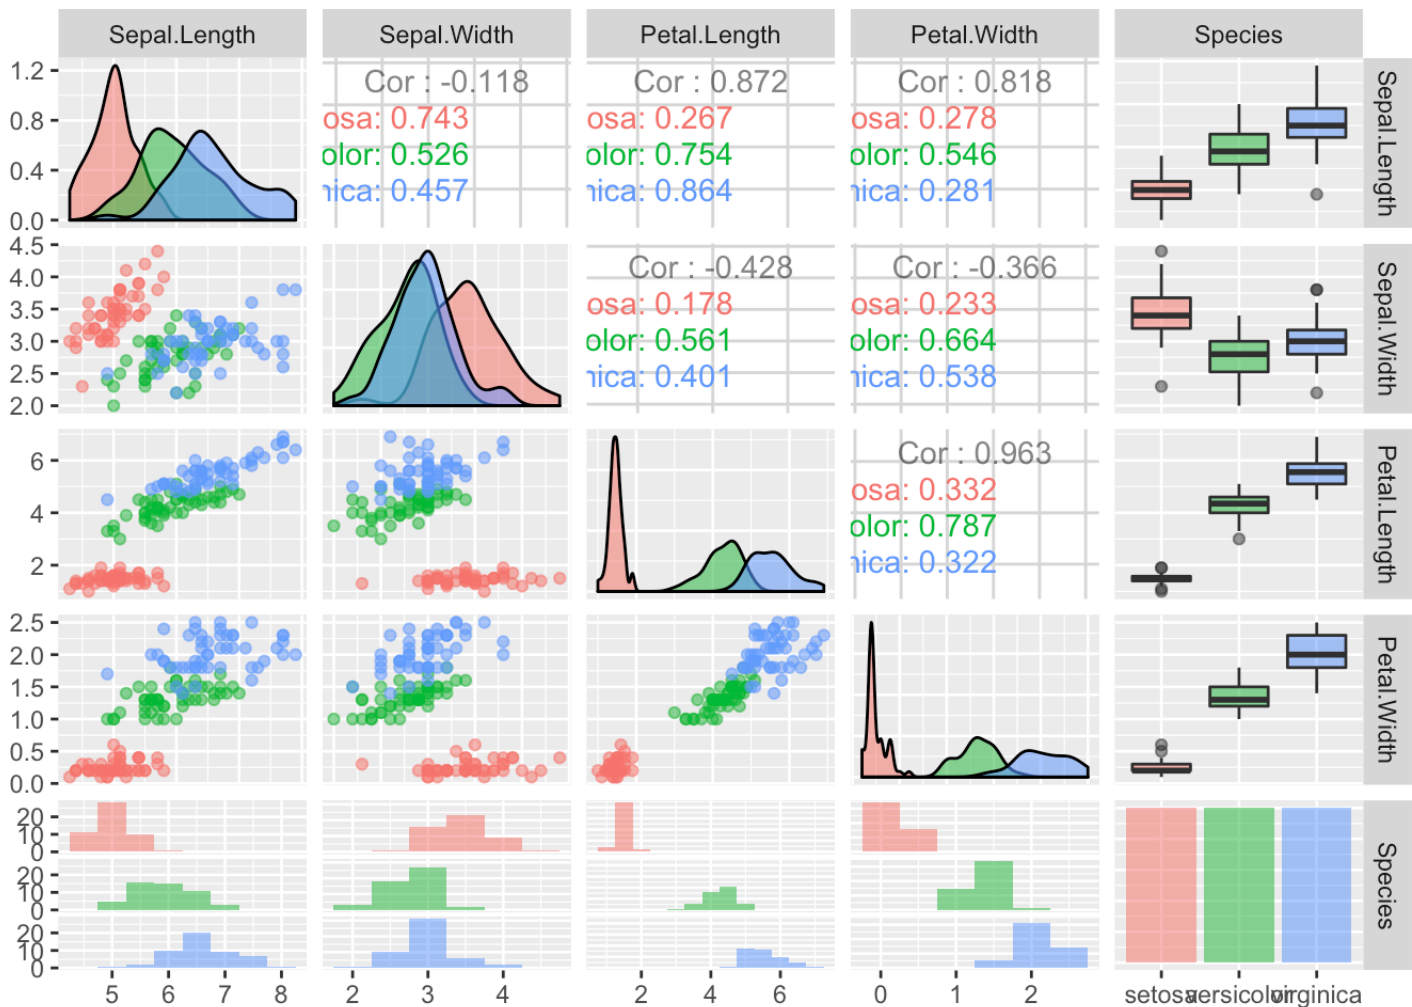 Sepal.Length Sepal.Width Petal.Length Petal.Width Species
1.2
0.8
0.4
0.0
Cor : -0.118
osa: 0.743
olor: 0.526
nica: 0.457
Cor : 0.872
osa: 0.267
olor: 0.754
nica: 0.864
Cor : 0.818
osa: 0.278
olor: 0.546
nica: 0.281
Sepal.Length
4.5
4.0
3.5
3.0
2.5
2.0
Cor : -0.428
osa: 0.178
olor: 0.561
nica: 0.401
Cor : -0.366
osa: 0.233
olor: 0.664
nica: 0.538
Sepal.Width
6
4
2
Cor : 0.963
osa: 0.332
olor: 0.787
nica: 0.322
Petal.Length
2.5
2.0
1.5
1.0
0.5
0.0
Petal.Width
20
10
0
20
10
0
20
10
0
Species
5 6 7 8 2 3 4 2 4 6 0 1 2 setosa versicolor virginica